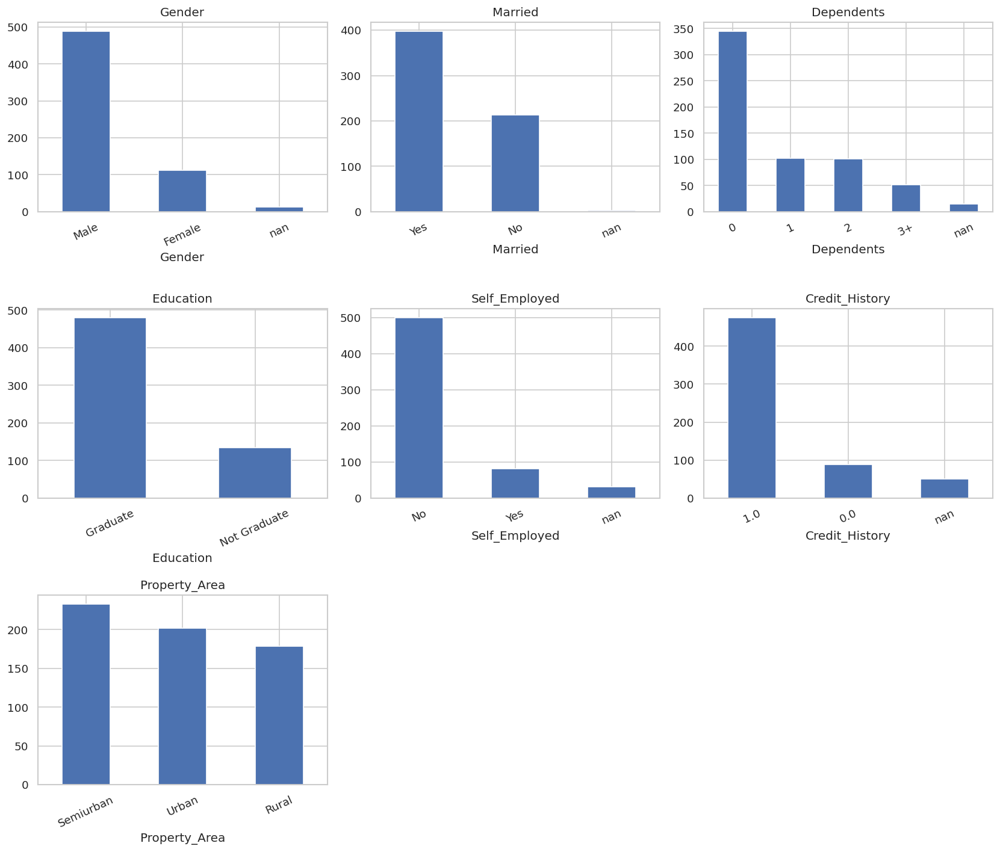 Gender
500
400
300
200
100
0
Male Female nan
Gender
Married
400
300
200
100
0
Yes No nan
Married
Dependents
350
300
250
200
150
100
50
0
0 1 2 3+ nan
Dependents
Education
500
400
300
200
100
0
Graduate Not Graduate
Education
Self_Employed
500
400
300
200
100
0
No Yes nan
Self_Employed
Credit_History
400
300
200
100
0
1.0 0.0 nan
Credit_History
Property_Area
200
150
100
50
0
Semiurban Urban Rural
Property_Area